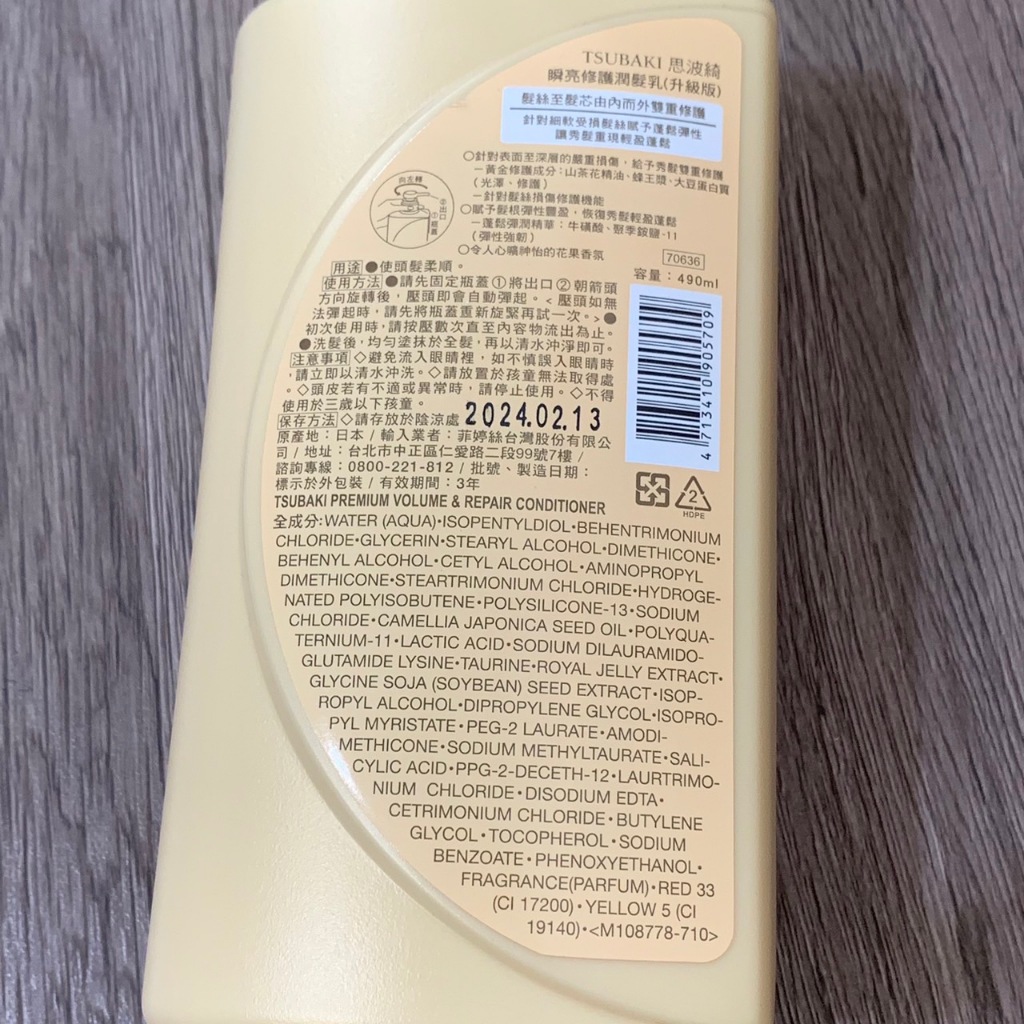 TSUBAKI 思波綺
瞬亮修護潤髮乳(升級版)
髮絲至髮芯由內而外雙重修護
針對細軟受損髮絲賦予蓬鬆彈性
讓秀髮重現輕盈蓬鬆
○針對表面至深層的嚴重損傷，給予秀髮雙重修護
－黃金修護成分：山茶花精油、蜂王漿、大豆蛋白質
（光澤、修護）
－針對髮絲損傷修護機能
○賦予髮根彈性豐盈，恢復秀髮輕盈蓬鬆
－蓬鬆彈潤精華：牛磺酸、聚季銨鹽-11
（彈性強韌）
○令人心曠神怡的花果香氛
向左轉
②出口
①瓶蓋
70636
容量：490ml
用途●使頭髮柔順。
使用方法●請先固定瓶蓋①將出口②朝箭頭
方向旋轉後，壓頭即會自動彈起。<壓頭如無
法彈起時，請先將瓶蓋重新旋緊再試一次。>●
初次使用時，請按壓數次直至內容物流出為止。
●洗髮後，均勻塗抹於全髮，再以清水沖淨即可。
注意事項◇避免流入眼睛裡，如不慎誤入眼睛時
，請立即以清水沖洗。◇請放置於孩童無法取得處
。◇頭皮若有不適或異常時，請停止使用。◇不得
使用於三歲以下孩童。
保存方法◇請存放於陰涼處 2024.02.13
原產地：日本 / 輸入業者：菲婷絲台灣股份有限公
司 / 地址：台北市中正區仁愛路二段99號7樓 /
諮詢專線：0800-221-812 / 批號、製造日期：
標示於外包裝 / 有效期間：3年
4 713410 905709
2
HDPE
TSUBAKI PREMIUM VOLUME & REPAIR CONDITIONER
全成分:WATER (AQUA)•ISOPENTYLDIOL•BEHENTRIMONIUM
CHLORIDE•GLYCERIN•STEARYL ALCOHOL•DIMETHICONE•
BEHENYL ALCOHOL•CETYL ALCOHOL•AMINOPROPYL
DIMETHICONE•STEARTRIMONIUM CHLORIDE•HYDROGE-
NATED POLYISOBUTENE•POLYSILICONE-13•SODIUM
CHLORIDE•CAMELLIA JAPONICA SEED OIL•POLYQUA-
TERNIUM-11•LACTIC ACID•SODIUM DILAURAMIDO-
GLUTAMIDE LYSINE•TAURINE•ROYAL JELLY EXTRACT•
GLYCINE SOJA (SOYBEAN) SEED EXTRACT•ISOP-
ROPYL ALCOHOL•DIPROPYLENE GLYCOL•ISOPRO-
PYL MYRISTATE•PEG-2 LAURATE•AMODI-
METHICONE•SODIUM METHYLTAURATE•SALI-
CYLIC ACID•PPG-2-DECETH-12•LAURTRIMO-
NIUM CHLORIDE•DISODIUM EDTA•
CETRIMONIUM CHLORIDE•BUTYLENE
GLYCOL•TOCOPHEROL•SODIUM
BENZOATE•PHENOXYETHANOL•
FRAGRANCE(PARFUM)•RED 33
(CI 17200)•YELLOW 5 (CI
19140)•<M108778-710>